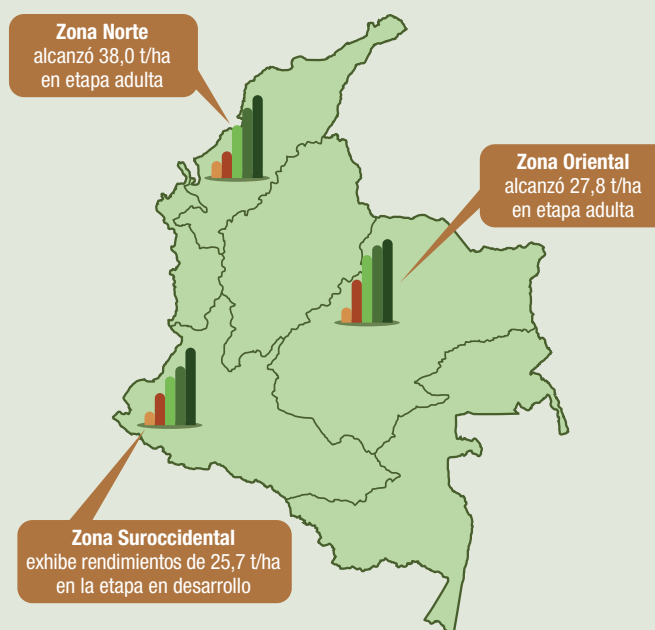 Zona Norte
alcanzó 38,0 t/ha
en etapa adulta
Zona Oriental
alcanzó 27,8 t/ha
en etapa adulta
Zona Suroccidental
exhibe rendimientos de 25,7 t/ha
en la etapa en desarrollo